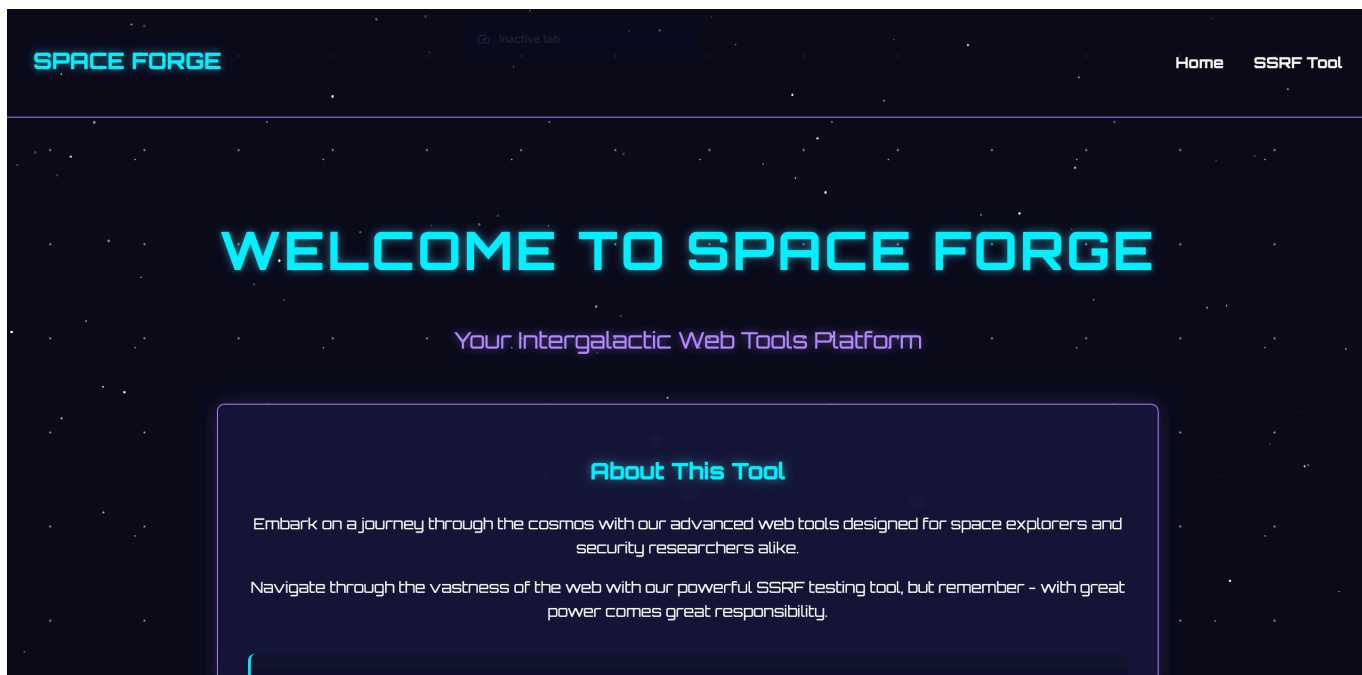 Inactive tab
SPACE FORGE
Home
SSRF Tool
WELCOME TO SPACE FORGE
Your Intergalactic Web Tools Platform
About This Tool
Embark on a journey through the cosmos with our advanced web tools designed for space explorers and
security researchers alike.
Navigate through the vastness of the web with our powerful SSRF testing tool, but remember - with great
power comes great responsibility.